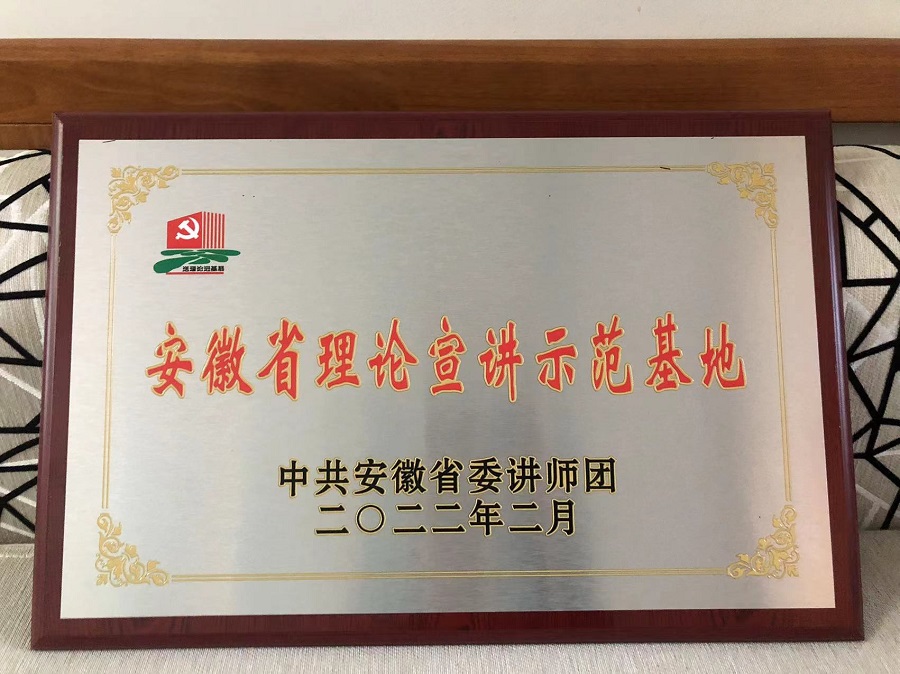 安徽省理论宣讲示范基地
中共安徽省委讲师团
二〇二二年二月